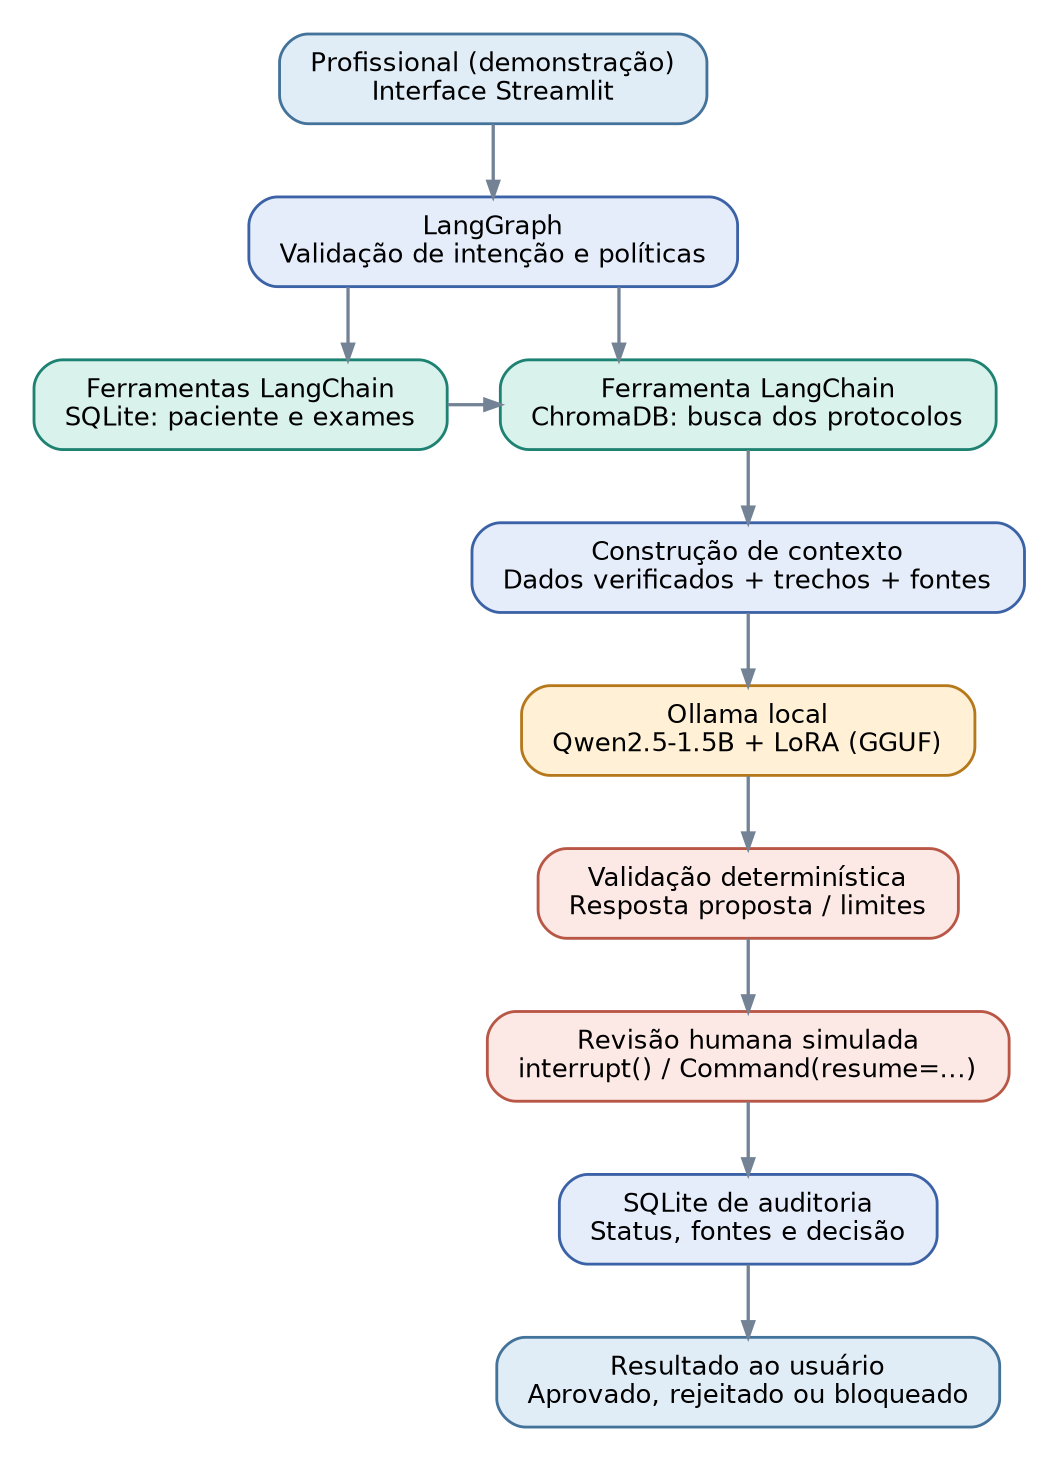 Profissional (demonstração)
Interface Streamlit
LangGraph
Validação de intenção e políticas
Ferramentas LangChain
SQLite: paciente e exames
Ferramenta LangChain
ChromaDB: busca dos protocolos
Construção de contexto
Dados verificados + trechos + fontes
Ollama local
Qwen2.5-1.5B + LoRA (GGUF)
Validação determinística
Resposta proposta / limites
Revisão humana simulada
interrupt() / Command(resume=…)
SQLite de auditoria
Status, fontes e decisão
Resultado ao usuário
Aprovado, rejeitado ou bloqueado